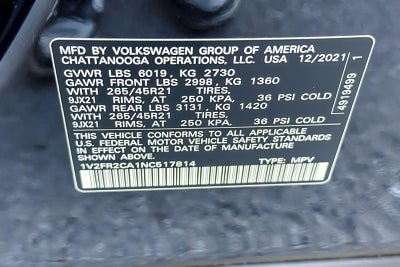 MFD BY VOLKSWAGEN GROUP OF AMERICA
CHATTANOOGA OPERATIONS, LLC. USA 12/2021
GVWR LBS 6019, KG 2730
GAWR FRONT LBS 2998, KG 1360
WITH 265/45R21 TIRES,
9JX21 RIMS, AT 250 KPA, 36 PSI COLD
GAWR REAR LBS 3131, KG 1420
WITH 265/45R21 TIRES,
9JX21 RIMS, AT 250 KPA, 36 PSI COLD
THIS VEHICLE CONFORMS TO ALL APPLICABLE
U.S. FEDERAL MOTOR VEHICLE SAFETY STANDARDS
IN EFFECT ON THE DATE OF MANUFACTURE
SHOWN ABOVE.
1V2FR2CA1NC517814 TYPE: MPV
4919499 1